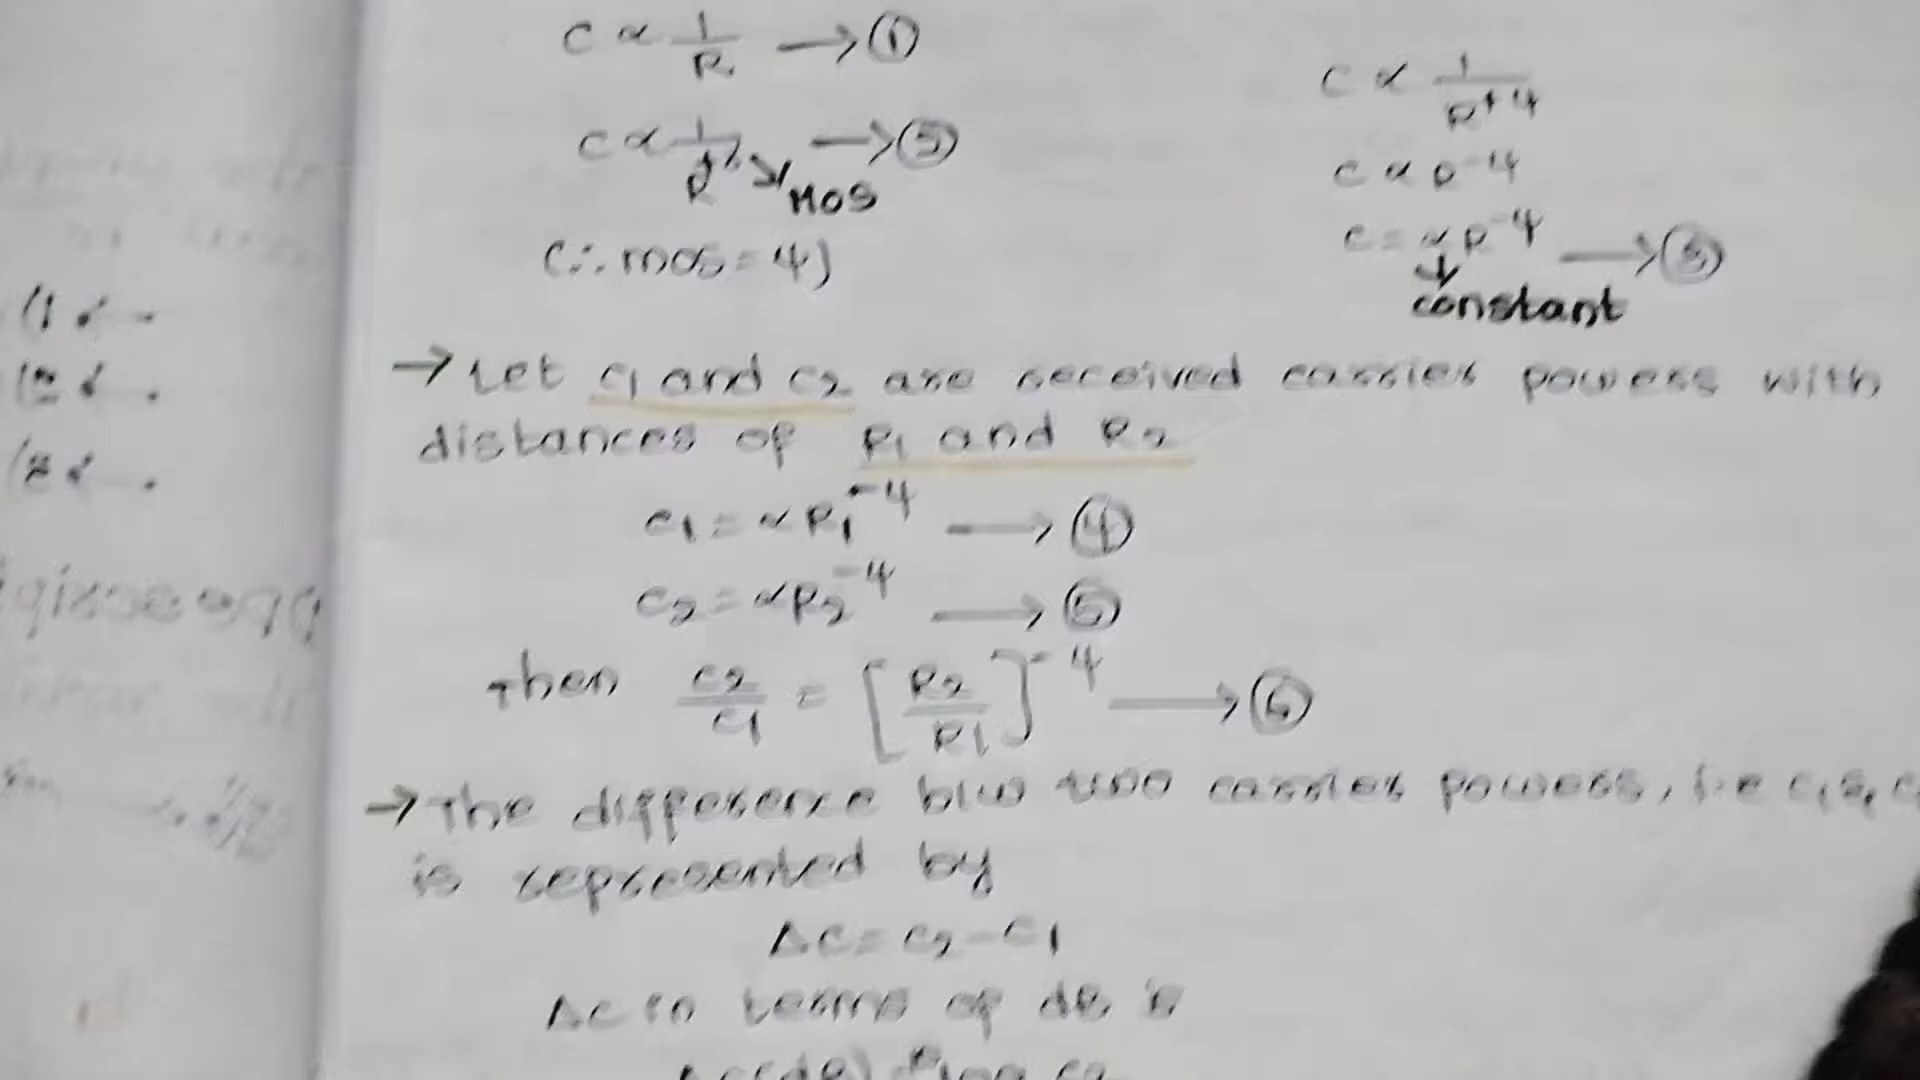 C ∝ 1/R → ①
C ∝ 1/R^γ → ②
MOS
(∴ mos = 4)
C ∝ 1/R^+4
C ∝ R^-4
C = αR^-4 → ③
constant
→ Let C1 and C2 are received carrier powers with
distances of R1 and R2
C1 = αR1^-4 → ④
C2 = αR2^-4 → ⑤
Then C2/C1 = [R2/R1]^-4 → ⑥
→ The difference b/w two carrier powers, i.e C1 &
is represented by
ΔC = C2 - C1
ΔC in terms of dB is